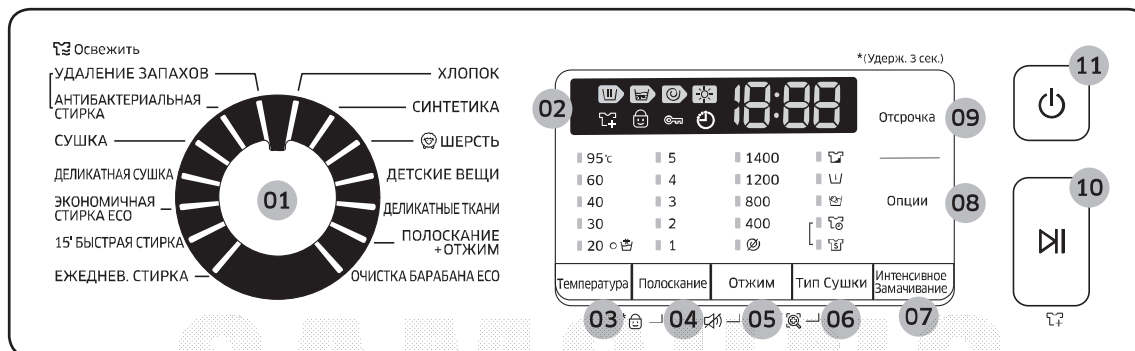 Освежить
УДАЛЕНИЕ ЗАПАХОВ
АНТИБАКТЕРИАЛЬНАЯ
СТИРКА
СУШКА
ДЕЛИКАТНАЯ СУШКА
ЭКОНОМИЧНАЯ
СТИРКА ECO
15' БЫСТРАЯ СТИРКА
ЕЖЕДНЕВ. СТИРКА
01
ХЛОПОК
СИНТЕТИКА
ШЕРСТЬ
ДЕТСКИЕ ВЕЩИ
ДЕЛИКАТНЫЕ ТКАНИ
ПОЛОСКАНИЕ
+ОТЖИМ
ОЧИСТКА БАРАБАНА ECO
*(Удерж. 3 сек.)
02
18:88
95℃ 5 1400
60 4 1200
40 3 800
30 2 400
20 1
Отсрочка 09
Опции 08
Температура Полоскание Отжим Тип Сушки Интенсивное
Замачивание
03 * 04 05 06 07
11
10